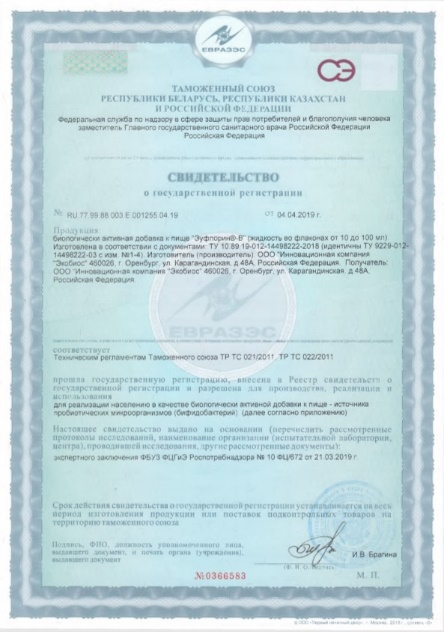 ЕВРАЗЭС
СЭ
ТАМОЖЕННЫЙ СОЮЗ
РЕСПУБЛИКИ БЕЛАРУСЬ, РЕСПУБЛИКИ КАЗАХСТАН
И РОССИЙСКОЙ ФЕДЕРАЦИИ
Федеральная служба по надзору в сфере защиты прав потребителей и благополучия человека
заместитель Главного государственного санитарного врача Российской Федерации
Российская Федерация
СВИДЕТЕЛЬСТВО
о государственной регистрации
№ RU.77.99.88.003.E.001255.04.19 от 04.04.2019 г.
Продукция
биологически активная добавка к пище "Эуфлорин®-В" (жидкость во флаконах от 10 до 100 мл)
Изготовлена в соответствии с документами: ТУ 10.89.19-012-14498222-2018 (идентичны ТУ 9229-012-
14498222-03 с изм. №1-4). Изготовитель (производитель): ООО "Инновационная компания
"Экобиос" 460026, г. Оренбург, ул. Карагандинская, д.48А, Российская Федерация. Получатель:
ООО "Инновационная компания "Экобиос" 460026, г. Оренбург, ул. Карагандинская, д.48А,
Российская Федерация
ЕВРАЗЭС
соответствует
Техническим регламентам Таможенного союза ТР ТС 021/2011, ТР ТС 022/2011
прошла государственную регистрацию, внесена в Реестр свидетельств о
государственной регистрации и разрешена для производства, реализации и
использования
для реализации населению в качестве биологически активной добавки к пище - источника
пробиотических микроорганизмов (бифидобактерий) (далее согласно приложению)
Настоящее свидетельство выдано на основании (перечислить рассмотренные
протоколы исследований, наименование организации (испытательной лаборатории,
центра), проводившей исследования, другие рассмотренные документы):
экспертного заключения ФБУЗ ФЦГиЭ Роспотребнадзора № 10 ФЦ/672 от 21.03.2019 г.
Срок действия свидетельства о государственной регистрации устанавливается на весь
период изготовления продукции или поставок подконтрольных товаров на
территорию таможенного союза
Подпись, ФИО, должность уполномоченного лица,
выдавшего документ, и печать органа (учреждения),
выдавшего документ
И.В. Брагина
№0366583
М. П.